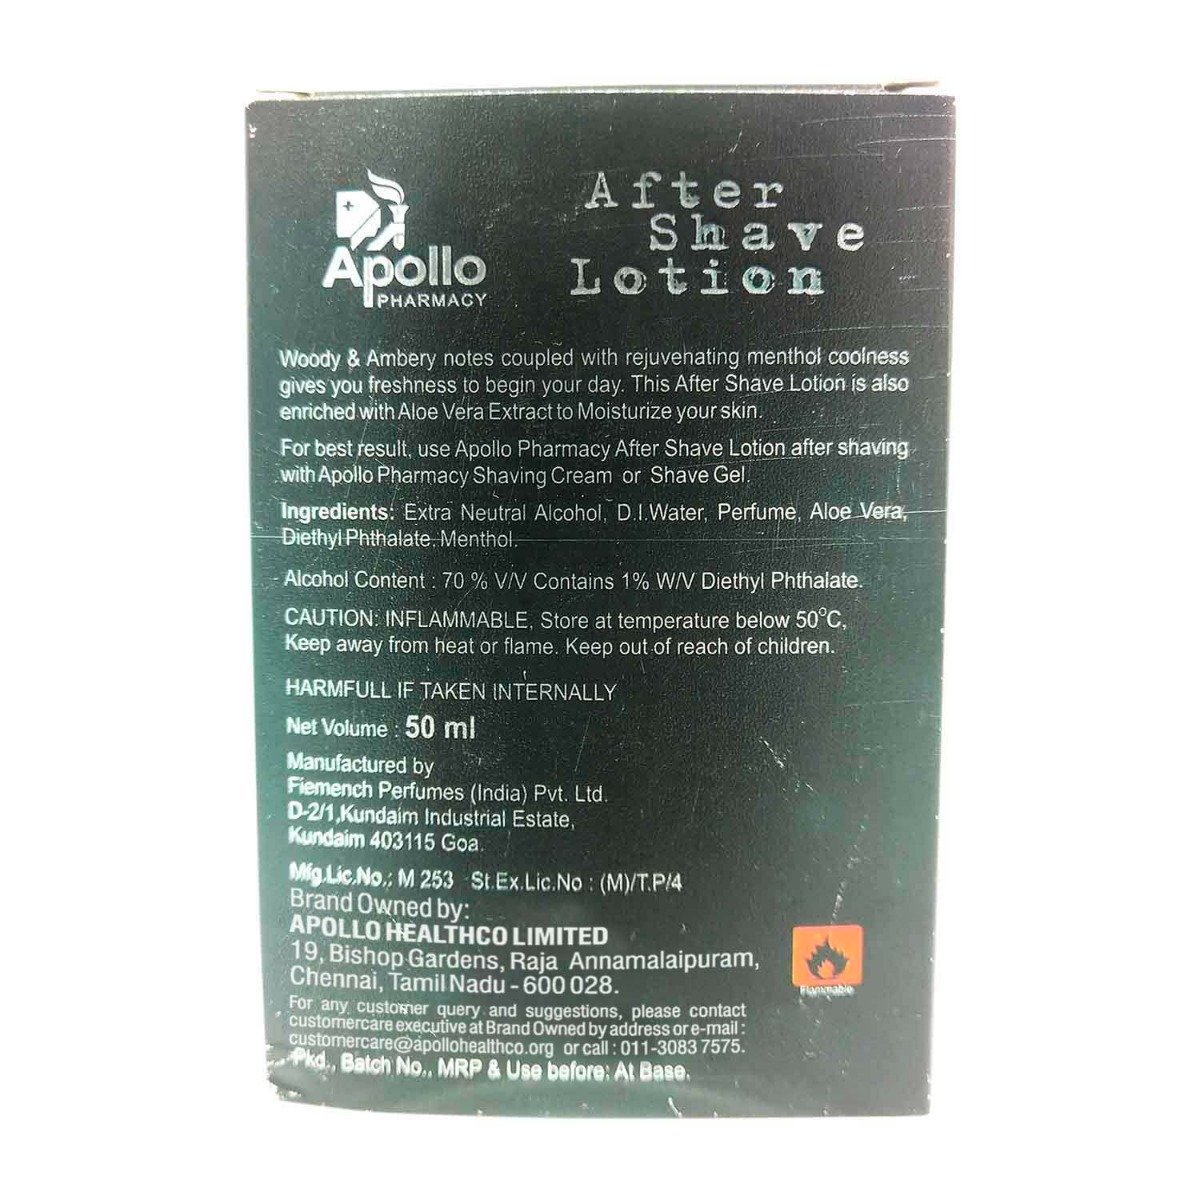 Apollo
PHARMACY
After
Shave
Lotion
Woody & Ambery notes coupled with rejuvenating menthol coolness
gives you freshness to begin your day. This After Shave Lotion is also
enriched with Aloe Vera Extract to Moisturize your skin.
For best result, use Apollo Pharmacy After Shave Lotion after shaving
with Apollo Pharmacy Shaving Cream or Shave Gel.
Ingredients: Extra Neutral Alcohol, D.I.Water, Perfume, Aloe Vera,
Diethyl Phthalate, Menthol.
Alcohol Content : 70 % V/V Contains 1% W/V Diethyl Phthalate.
CAUTION: INFLAMMABLE, Store at temperature below 50°C,
Keep away from heat or flame. Keep out of reach of children.
HARMFULL IF TAKEN INTERNALLY
Net Volume : 50 ml
Manufactured by
Fiemench Perfumes (India) Pvt. Ltd.
D-2/1,Kundaim Industrial Estate,
Kundaim 403115 Goa.
Mfg.Lic.No.: M 253 St.Ex.Lic.No : (M)/T.P/4
Brand Owned by:
APOLLO HEALTHCO LIMITED
19, Bishop Gardens, Raja Annamalaipuram,
Chennai, Tamil Nadu - 600 028.
For any customer query and suggestions, please contact
customercare executive at Brand Owned by address or e-mail :
customercare@apollohealthco.org or call : 011-3083 7575.
Pkd., Batch No., MRP & Use before: At Base.
Flammable